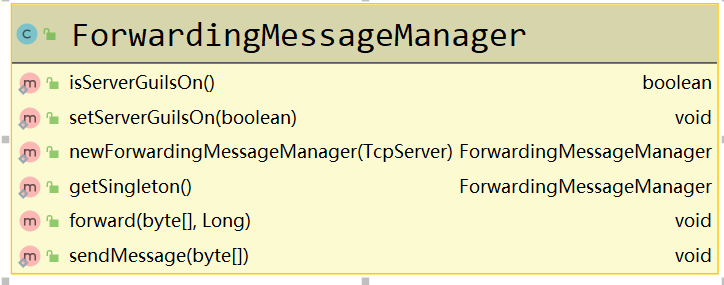 C ForwardingMessageManager
m isServerGuilsOn() boolean
m setServerGuilsOn(boolean) void
m newForwardingMessageManager(TcpServer) ForwardingMessageManager
m getSingleton() ForwardingMessageManager
m forward(byte[], Long) void
m sendMessage(byte[]) void